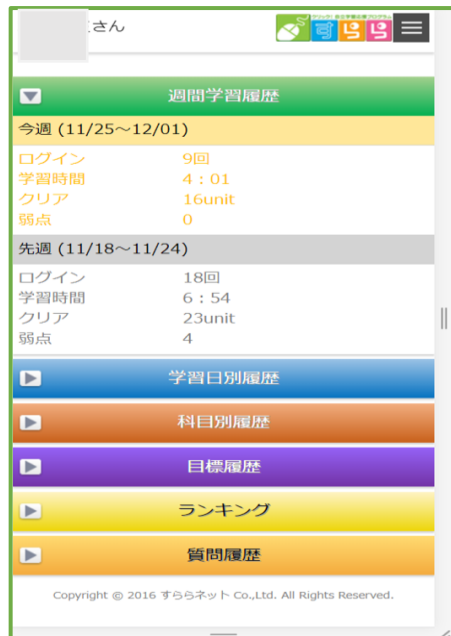 さん
すらら
週間学習履歴
今週 (11/25～12/01)
ログイン 9回
学習時間 4：01
クリア 16unit
弱点 0
先週 (11/18～11/24)
ログイン 18回
学習時間 6：54
クリア 23unit
弱点 4
学習日別履歴
科目別履歴
目標履歴
ランキング
質問履歴
Copyright © 2016 すららネット Co.,Ltd. All Rights Reserved.